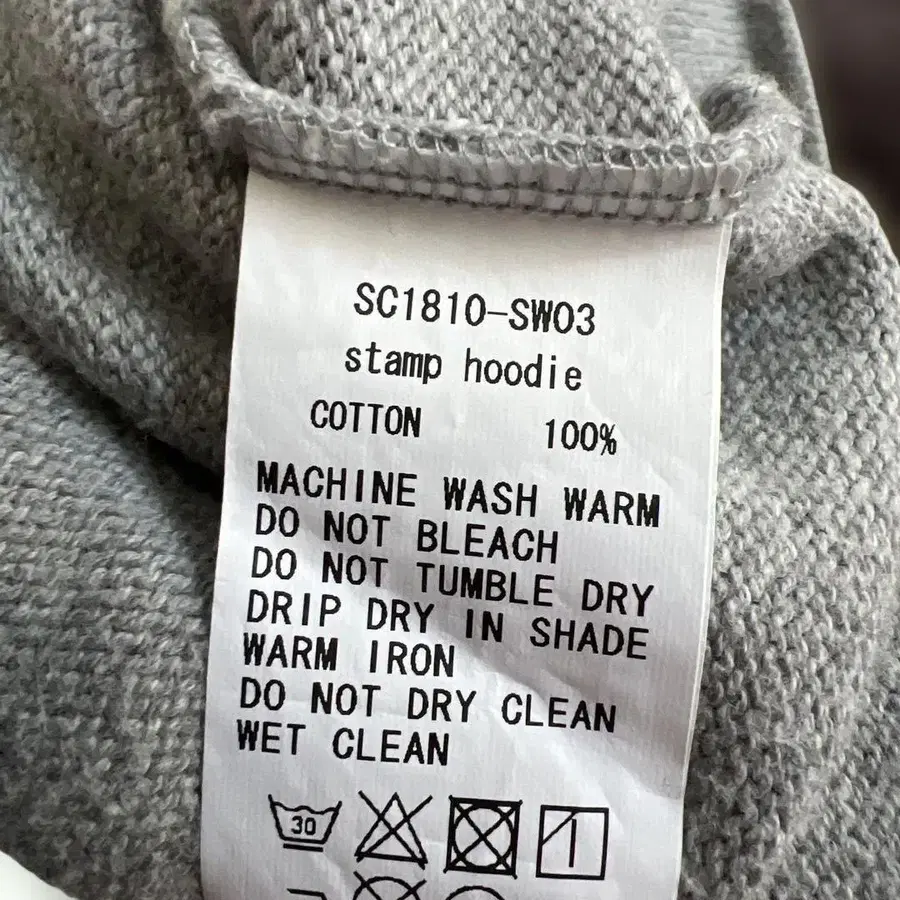 SC1810-SW03
stamp hoodie
COTTON 100%
MACHINE WASH WARM
DO NOT BLEACH
DO NOT TUMBLE DRY
DRIP DRY IN SHADE
WARM IRON
DO NOT DRY CLEAN
WET CLEAN
30